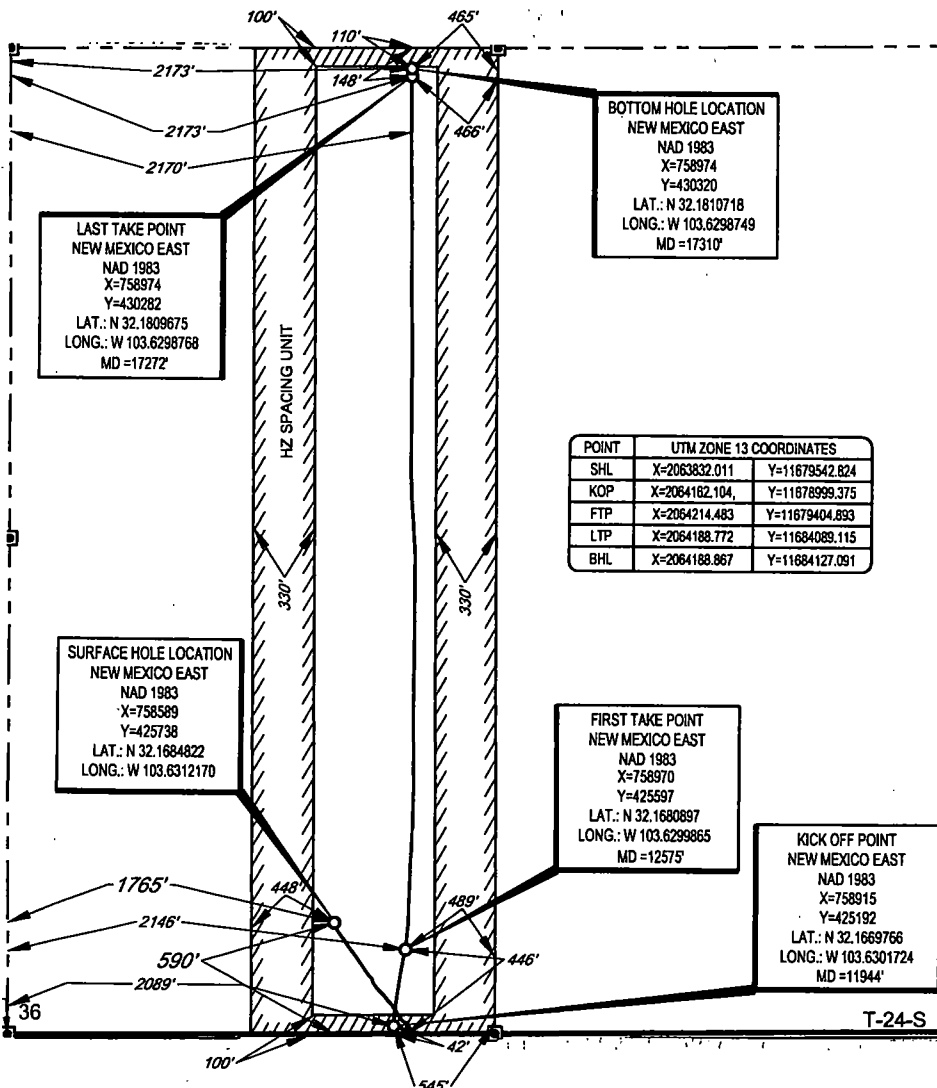 100'
110'
465'
2173'
148'
2173'
466'
2170'
BOTTOM HOLE LOCATION
NEW MEXICO EAST
NAD 1983
X=758974
Y=430320
LAT.: N 32.1810718
LONG.: W 103.6298749
MD =17310'
LAST TAKE POINT
NEW MEXICO EAST
NAD 1983
X=758974
Y=430282
LAT.: N 32.1809675
LONG.: W 103.6298768
MD =17272'
HZ SPACING UNIT
POINT UTM ZONE 13 COORDINATES
SHL X=2063832.011 Y=11679542.824
KOP X=2064162.104, Y=11678999.375
FTP X=2064214.483 Y=11679404.893
LTP X=2064188.772 Y=11684089.115
BHL X=2064188.867 Y=11684127.091
330'
330'
SURFACE HOLE LOCATION
NEW MEXICO EAST
NAD 1983
X=758589
Y=425738
LAT.: N 32.1684822
LONG.: W 103.6312170
FIRST TAKE POINT
NEW MEXICO EAST
NAD 1983
X=758970
Y=425597
LAT.: N 32.1680897
LONG.: W 103.6299865
MD =12575'
KICK OFF POINT
NEW MEXICO EAST
NAD 1983
X=758915
Y=425192
LAT.: N 32.1669766
LONG.: W 103.6301724
MD =11944'
1765'
448'
489'
2146'
590'
446'
2089'
36
T-24-S
100'
42'
545'